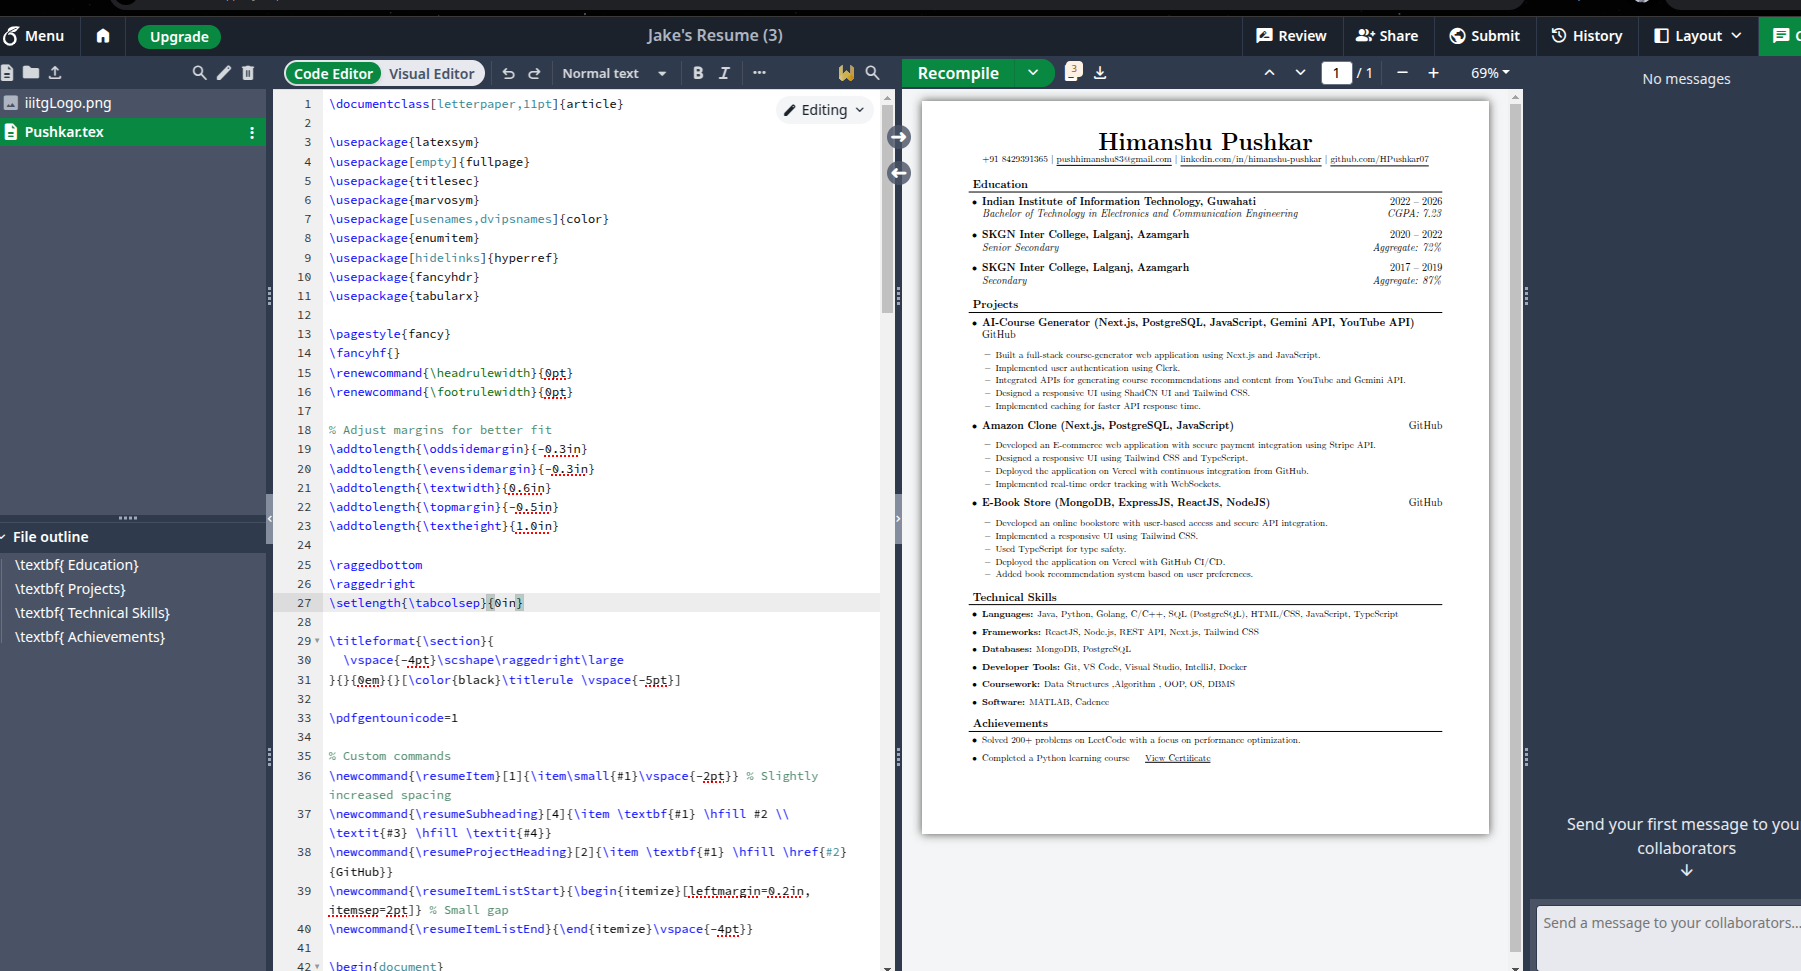 Menu
Upgrade
Jake's Resume (3)
Review
Share
Submit
History
Layout
Code Editor
Visual Editor
Normal text
B
I
Recompile
3
1
/ 1
69%
No messages
iiitgLogo.png
Pushkar.tex
Editing
File outline
\textbf{ Education}
\textbf{ Projects}
\textbf{ Technical Skills}
\textbf{ Achievements}
1 \documentclass[letterpaper,11pt]{article}
2
3 \usepackage{latexsym}
4 \usepackage[empty]{fullpage}
5 \usepackage{titlesec}
6 \usepackage{marvosym}
7 \usepackage[usenames,dvipsnames]{color}
8 \usepackage{enumitem}
9 \usepackage[hidelinks]{hyperref}
10 \usepackage{fancyhdr}
11 \usepackage{tabularx}
12
13 \pagestyle{fancy}
14 \fancyhf{}
15 \renewcommand{\headrulewidth}{0pt}
16 \renewcommand{\footrulewidth}{0pt}
17
18 % Adjust margins for better fit
19 \addtolength{\oddsidemargin}{-0.3in}
20 \addtolength{\evensidemargin}{-0.3in}
21 \addtolength{\textwidth}{0.6in}
22 \addtolength{\topmargin}{-0.5in}
23 \addtolength{\textheight}{1.0in}
24
25 \raggedbottom
26 \raggedright
27 \setlength{\tabcolsep}{0in}
28
29 \titleformat{\section}{
30 \vspace{-4pt}\scshape\raggedright\large
31 }{}{0em}{}[\color{black}\titlerule \vspace{-5pt}]
32
33 \pdfgentounicode=1
34
35 % Custom commands
36 \newcommand{\resumeItem}[1]{\item\small{#1}\vspace{-2pt}} % Slightly
increased spacing
37 \newcommand{\resumeSubheading}[4]{\item \textbf{#1} \hfill #2 \\
\textit{#3} \hfill \textit{#4}}
38 \newcommand{\resumeProjectHeading}[2]{\item \textbf{#1} \hfill \href{#2}
{GitHub}}
39 \newcommand{\resumeItemListStart}{\begin{itemize}[leftmargin=0.2in,
itemsep=2pt]} % Small gap
40 \newcommand{\resumeItemListEnd}{\end{itemize}\vspace{-4pt}}
41
42 \begin{document}
Himanshu Pushkar
+91 8429391365 | pushhimanshu83@gmail.com | linkedin.com/in/himanshu-pushkar | github.com/HPushkar07
Education
• Indian Institute of Information Technology, Guwahati 2022 – 2026
Bachelor of Technology in Electronics and Communication Engineering CGPA: 7.23
• SKGN Inter College, Lalganj, Azamgarh 2020 – 2022
Senior Secondary Aggregate: 72%
• SKGN Inter College, Lalganj, Azamgarh 2017 – 2019
Secondary Aggregate: 87%
Projects
• AI-Course Generator (Next.js, PostgreSQL, JavaScript, Gemini API, YouTube API)
GitHub
– Built a full-stack course-generator web application using Next.js and JavaScript.
– Implemented user authentication using Clerk.
– Integrated APIs for generating course recommendations and content from YouTube and Gemini API.
– Designed a responsive UI using ShadCN UI and Tailwind CSS.
– Implemented caching for faster API response time.
• Amazon Clone (Next.js, PostgreSQL, JavaScript) GitHub
– Developed an E-commerce web application with secure payment integration using Stripe API.
– Designed a responsive UI using Tailwind CSS and TypeScript.
– Deployed the application on Vercel with continuous integration from GitHub.
– Implemented real-time order tracking with WebSockets.
• E-Book Store (MongoDB, ExpressJS, ReactJS, NodeJS) GitHub
– Developed an online bookstore with user-based access and secure API integration.
– Implemented a responsive UI using Tailwind CSS.
– Used TypeScript for type safety.
– Deployed the application on Vercel with GitHub CI/CD.
– Added book recommendation system based on user preferences.
Technical Skills
• Languages: Java, Python, Golang, C/C++, SQL (PostgreSQL), HTML/CSS, JavaScript, TypeScript
• Frameworks: ReactJS, Node.js, REST API, Next.js, Tailwind CSS
• Databases: MongoDB, PostgreSQL
• Developer Tools: Git, VS Code, Visual Studio, IntelliJ, Docker
• Coursework: Data Structures ,Algorithm , OOP, OS, DBMS
• Software: MATLAB, Cadence
Achievements
• Solved 200+ problems on LeetCode with a focus on performance optimization.
• Completed a Python learning course View Certificate
Send your first message to you
collaborators
Send a message to your collaborators...